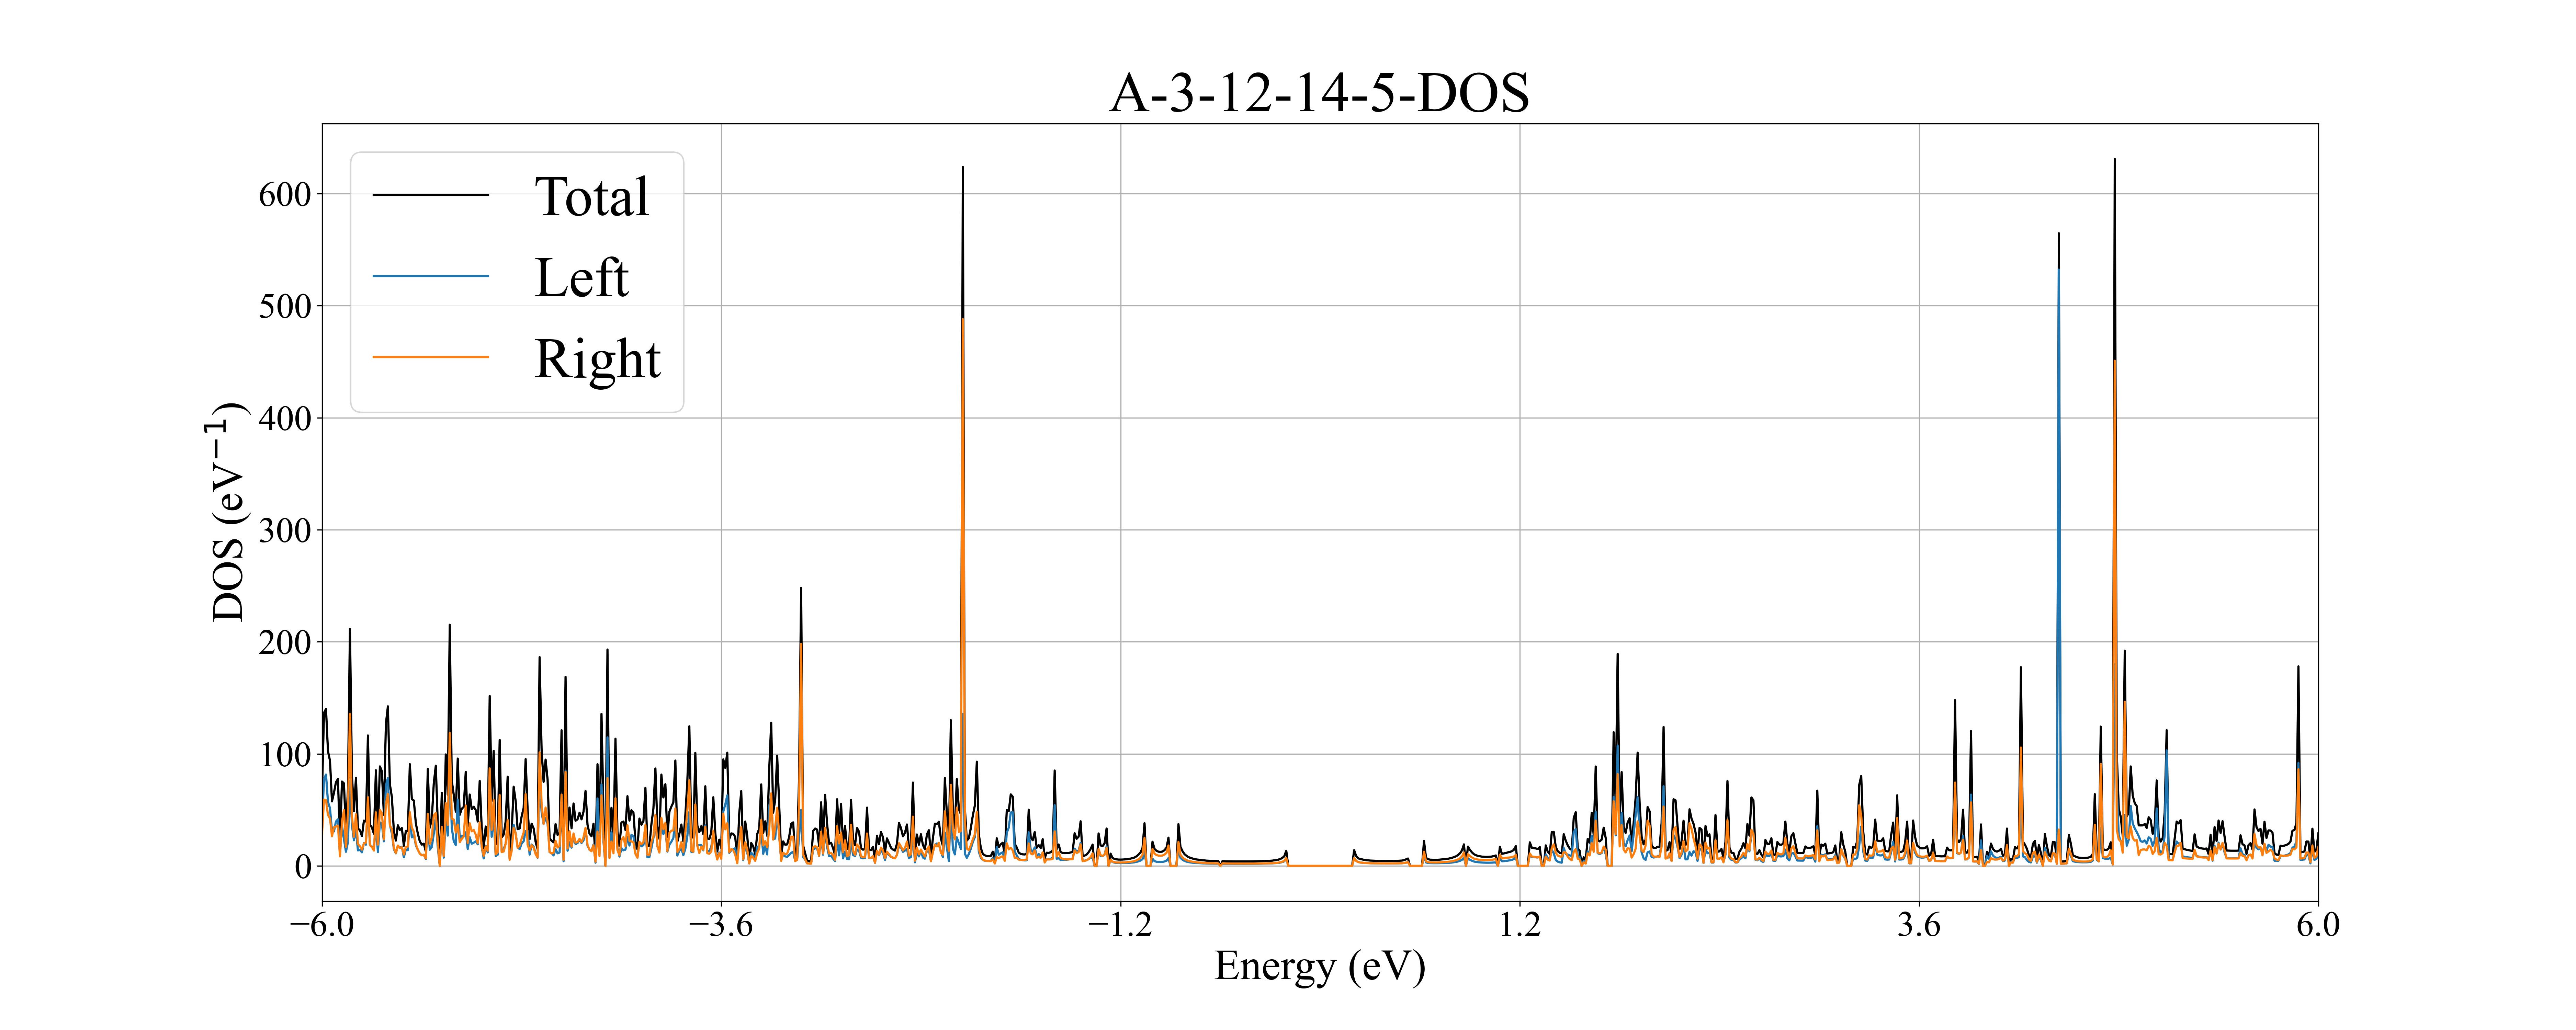 A-3-12-14-5-DOS
Total
Left
Right
DOS (eV⁻¹)
600
500
400
300
200
100
0
−6.0 −3.6 −1.2 1.2 3.6 6.0
Energy (eV)